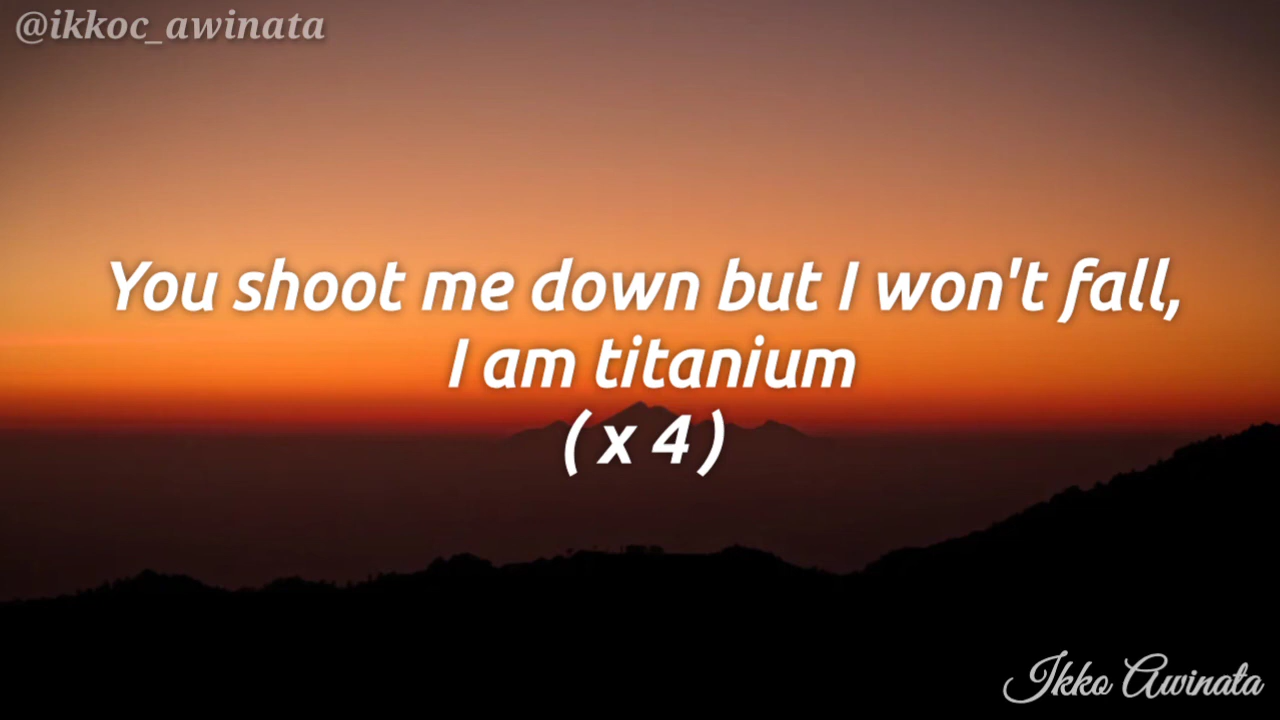 @ikkoc_awinata
You shoot me down but I won't fall,
I am titanium
( x 4 )
Ikko Awinata